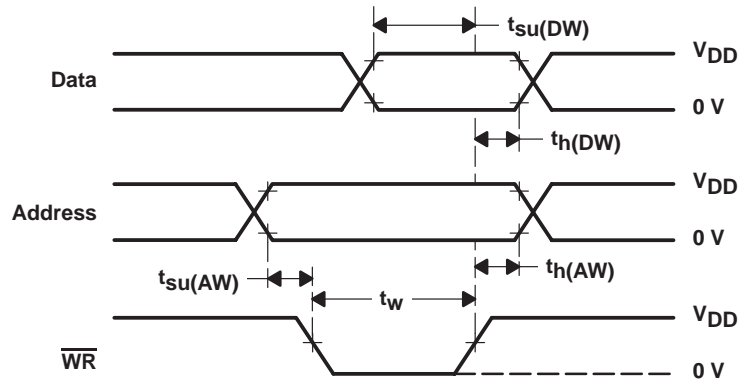 tsu(DW)
VDD
Data
0 V
th(DW)
VDD
Address
0 V
tsu(AW)
th(AW)
tw
VDD
WR
0 V